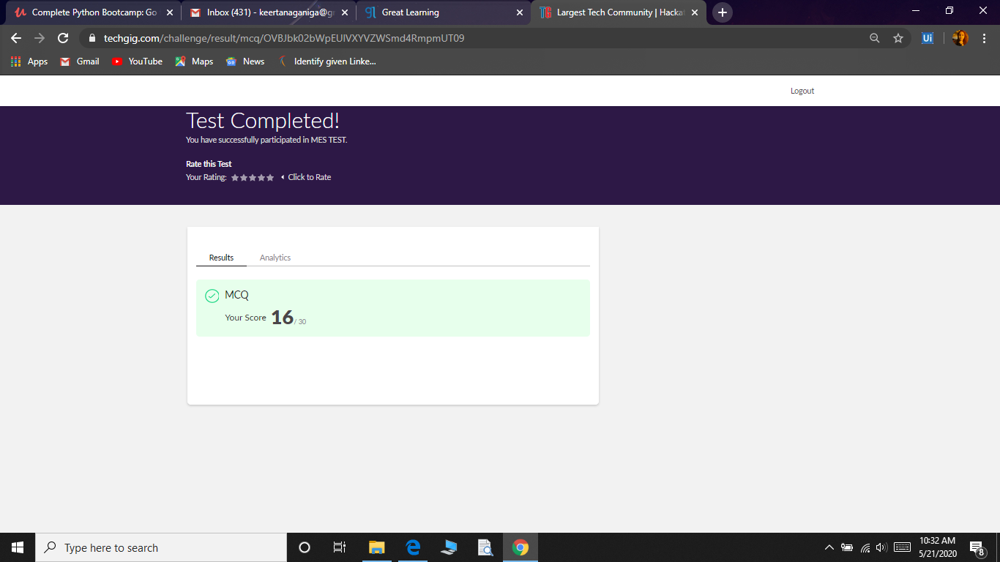 Complete Python Bootcamp: Go
Inbox (431) - keertanaganiga@gm
Great Learning
Largest Tech Community | Hacka
techgig.com/challenge/result/mcq/OVBJbk02bWpEUlVXYVZWSmd4RmpmUT09
Ui
Apps
Gmail
YouTube
Maps
News
Identify given Linke...
Logout
Test Completed!
You have successfully participated in MES TEST.
Rate this Test
Your Rating:
Click to Rate
Results
Analytics
MCQ
Your Score 16 / 30
Type here to search
10:32 AM
5/21/2020
8